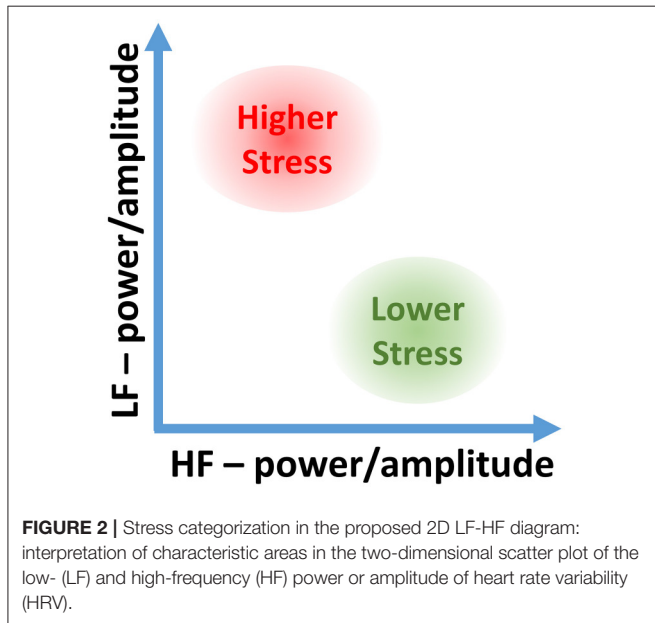 Higher
Stress
Lower
Stress
LF – power/amplitude
HF – power/amplitude
FIGURE 2 | Stress categorization in the proposed 2D LF-HF diagram:
interpretation of characteristic areas in the two-dimensional scatter plot of the
low- (LF) and high-frequency (HF) power or amplitude of heart rate variability
(HRV).